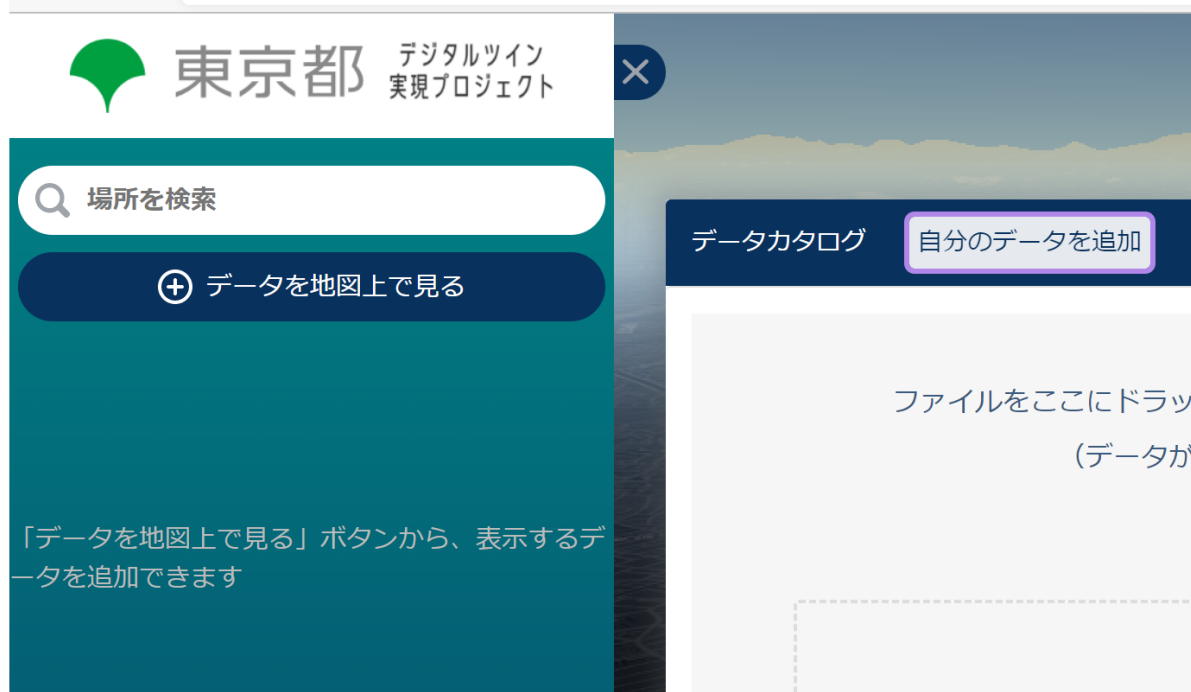 東京都
デジタルツイン
実現プロジェクト
場所を検索
データを地図上で見る
「データを地図上で見る」ボタンから、表示するデ
ータを追加できます
データカタログ
自分のデータを追加
ファイルをここにドラッ
（データが